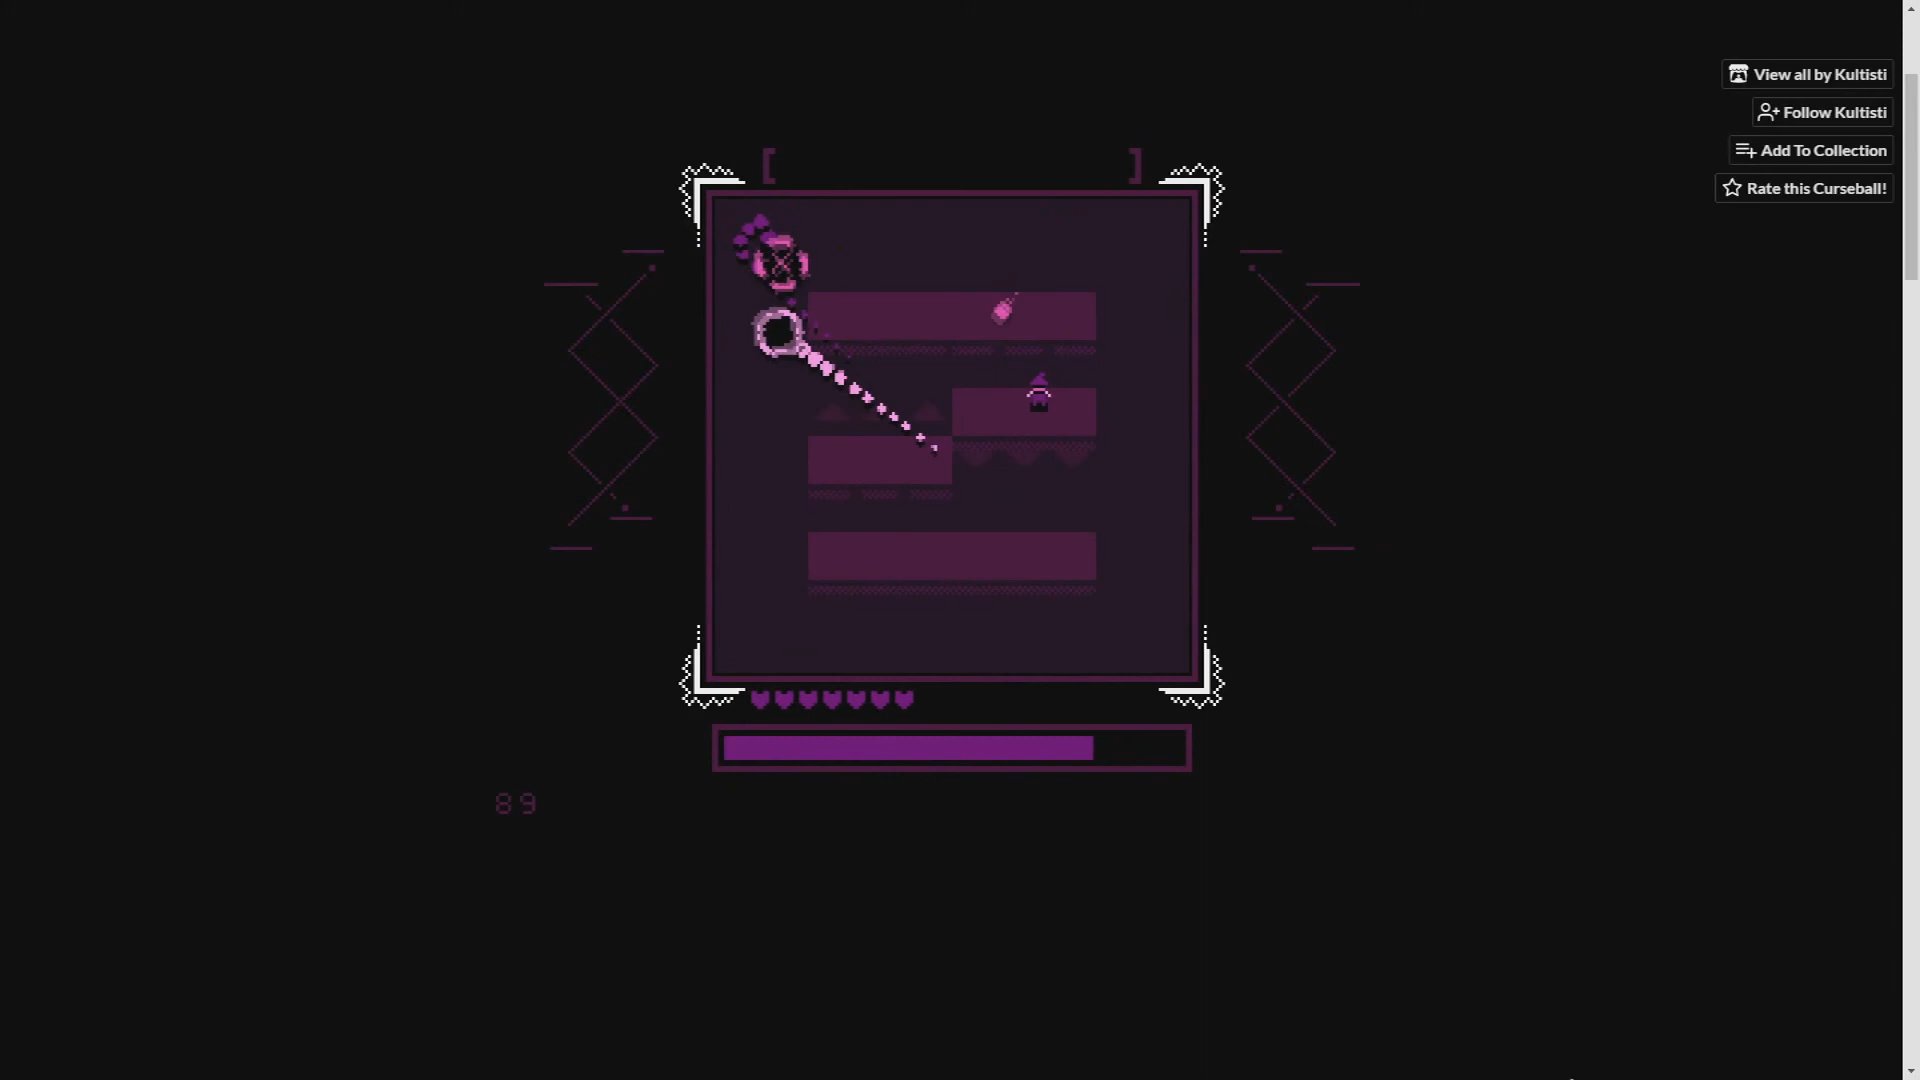 View all by Kultisti
Follow Kultisti
Add To Collection
Rate this Curseball!
[ ]
89